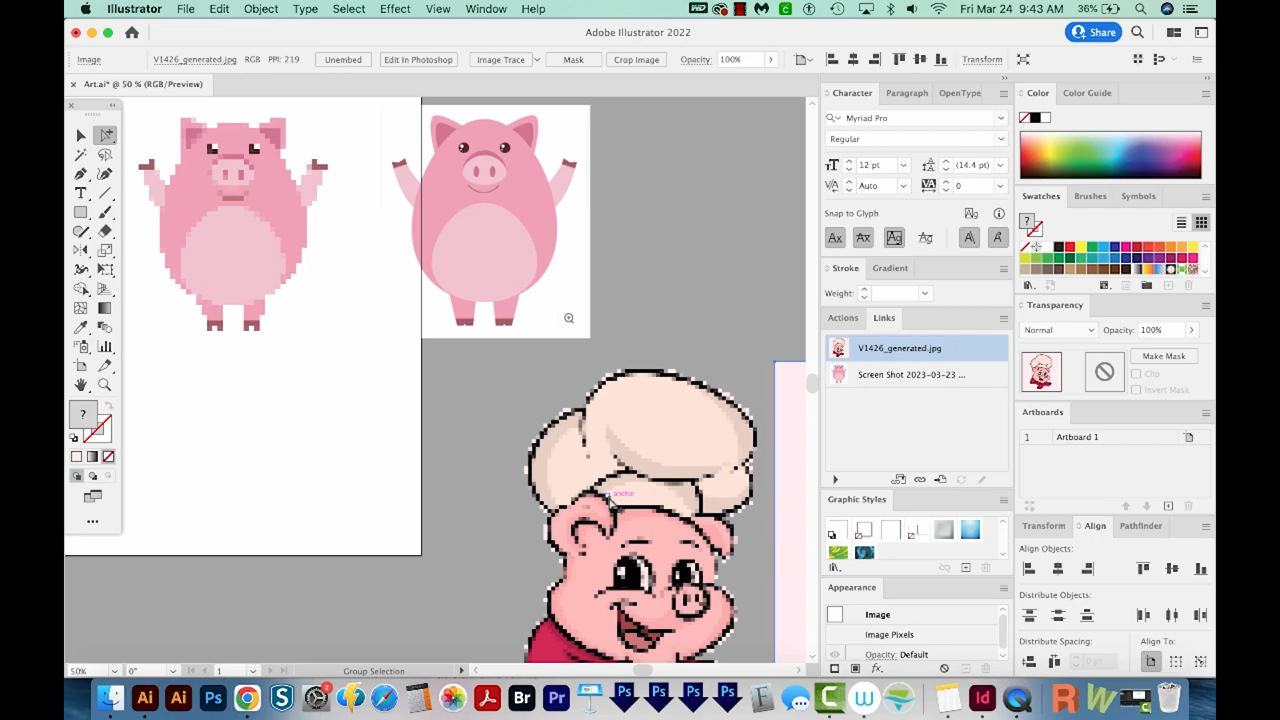 Illustrator File Edit Object Type Select Effect View Window Help 36% Fri Mar 24 9:43 AM
Adobe Illustrator 2022
Share
Image V1426_generated.jpg RGB PPI: 219 Unembed Edit In Photoshop Image Trace Mask Crop Image Opacity: 100% Transform
Art.ai* @ 50 % (RGB/Preview)
Character Paragraph OpenType
Myriad Pro
Regular
12 pt (14.4 pt)
Auto 0
Snap to Glyph
Stroke Gradient
Weight:
Actions Links
V1426_generated.jpg
Screen Shot 2023-03-23 ...
Graphic Styles
Appearance
Image
Image Pixels
Opacity: Default
Color Color Guide
Swatches Brushes Symbols
Transparency
Normal Opacity: 100%
Make Mask
Clip
Invert Mask
Artboards
1 Artboard 1
Transform Align Pathfinder
Align Objects:
Distribute Objects:
Distribute Spacing: Align To:
0 px
anchor
?
?
50% 0° 1 Group Selection